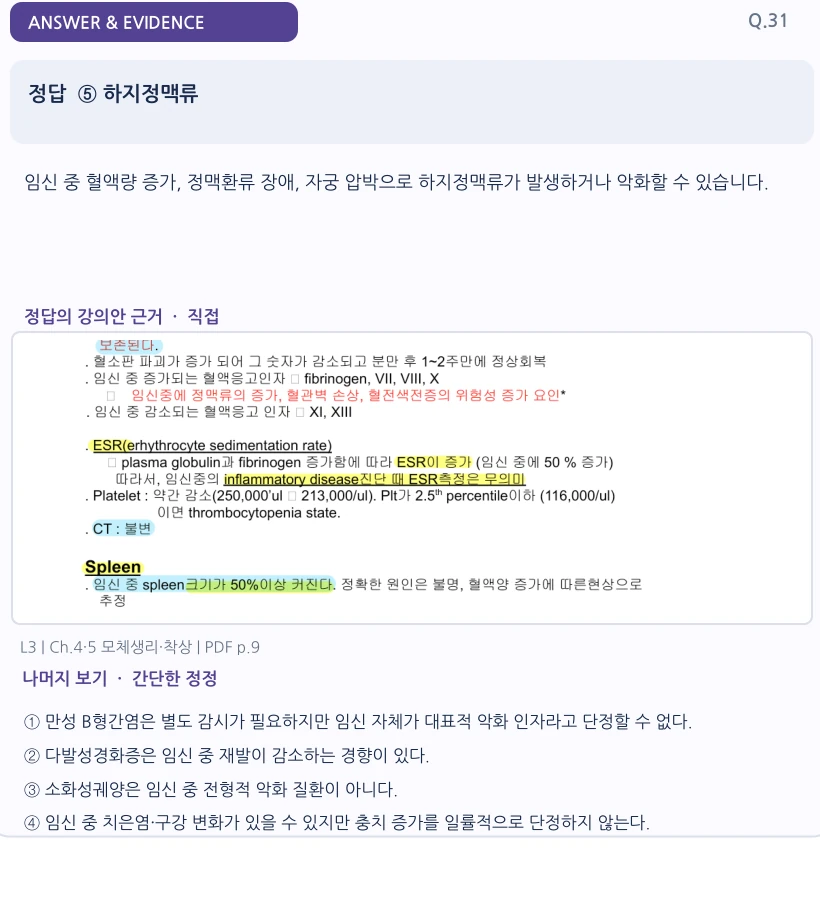 ANSWER & EVIDENCE
Q.31
정답 ⑤ 하지정맥류
임신 중 혈액량 증가, 정맥환류 장애, 자궁 압박으로 하지정맥류가 발생하거나 악화할 수 있습니다.
정답의 강의안 근거 · 직접
보존된다.
. 혈소판 파괴가 증가 되어 그 숫자가 감소되고 분만 후 1~2주만에 정상회복
. 임신 중 증가되는 혈액응고인자 □ fibrinogen, VII, VIII, X
□ 임신중에 정맥류의 증가, 혈관벽 손상, 혈전색전증의 위험성 증가 요인*
. 임신 중 감소되는 혈액응고 인자 □ XI, XIII
. ESR(erhythrocyte sedimentation rate)
□ plasma globulin과 fibrinogen 증가함에 따라 ESR이 증가 (임신 중에 50 % 증가)
따라서, 임신중의 inflammatory disease진단 때 ESR측정은 무의미
. Platelet : 약간 감소(250,000'ul □ 213,000/ul). Plt가 2.5th percentile이하 (116,000/ul)
이면 thrombocytopenia state.
. CT : 불변
Spleen
. 임신 중 spleen크기가 50%이상 커진다. 정확한 원인은 불명, 혈액양 증가에 따른현상으로
추정
L3 | Ch.4·5 모체생리·착상 | PDF p.9
나머지 보기 · 간단한 정정
① 만성 B형간염은 별도 감시가 필요하지만 임신 자체가 대표적 악화 인자라고 단정할 수 없다.
② 다발성경화증은 임신 중 재발이 감소하는 경향이 있다.
③ 소화성궤양은 임신 중 전형적 악화 질환이 아니다.
④ 임신 중 치은염·구강 변화가 있을 수 있지만 충치 증가를 일률적으로 단정하지 않는다.